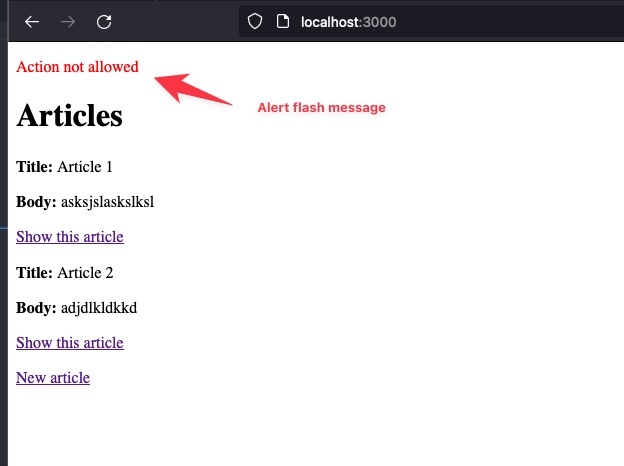 localhost:3000
Action not allowed
Alert flash message
Articles
Title: Article 1
Body: asksjslaskslksl
Show this article
Title: Article 2
Body: adjdlkldkkd
Show this article
New article